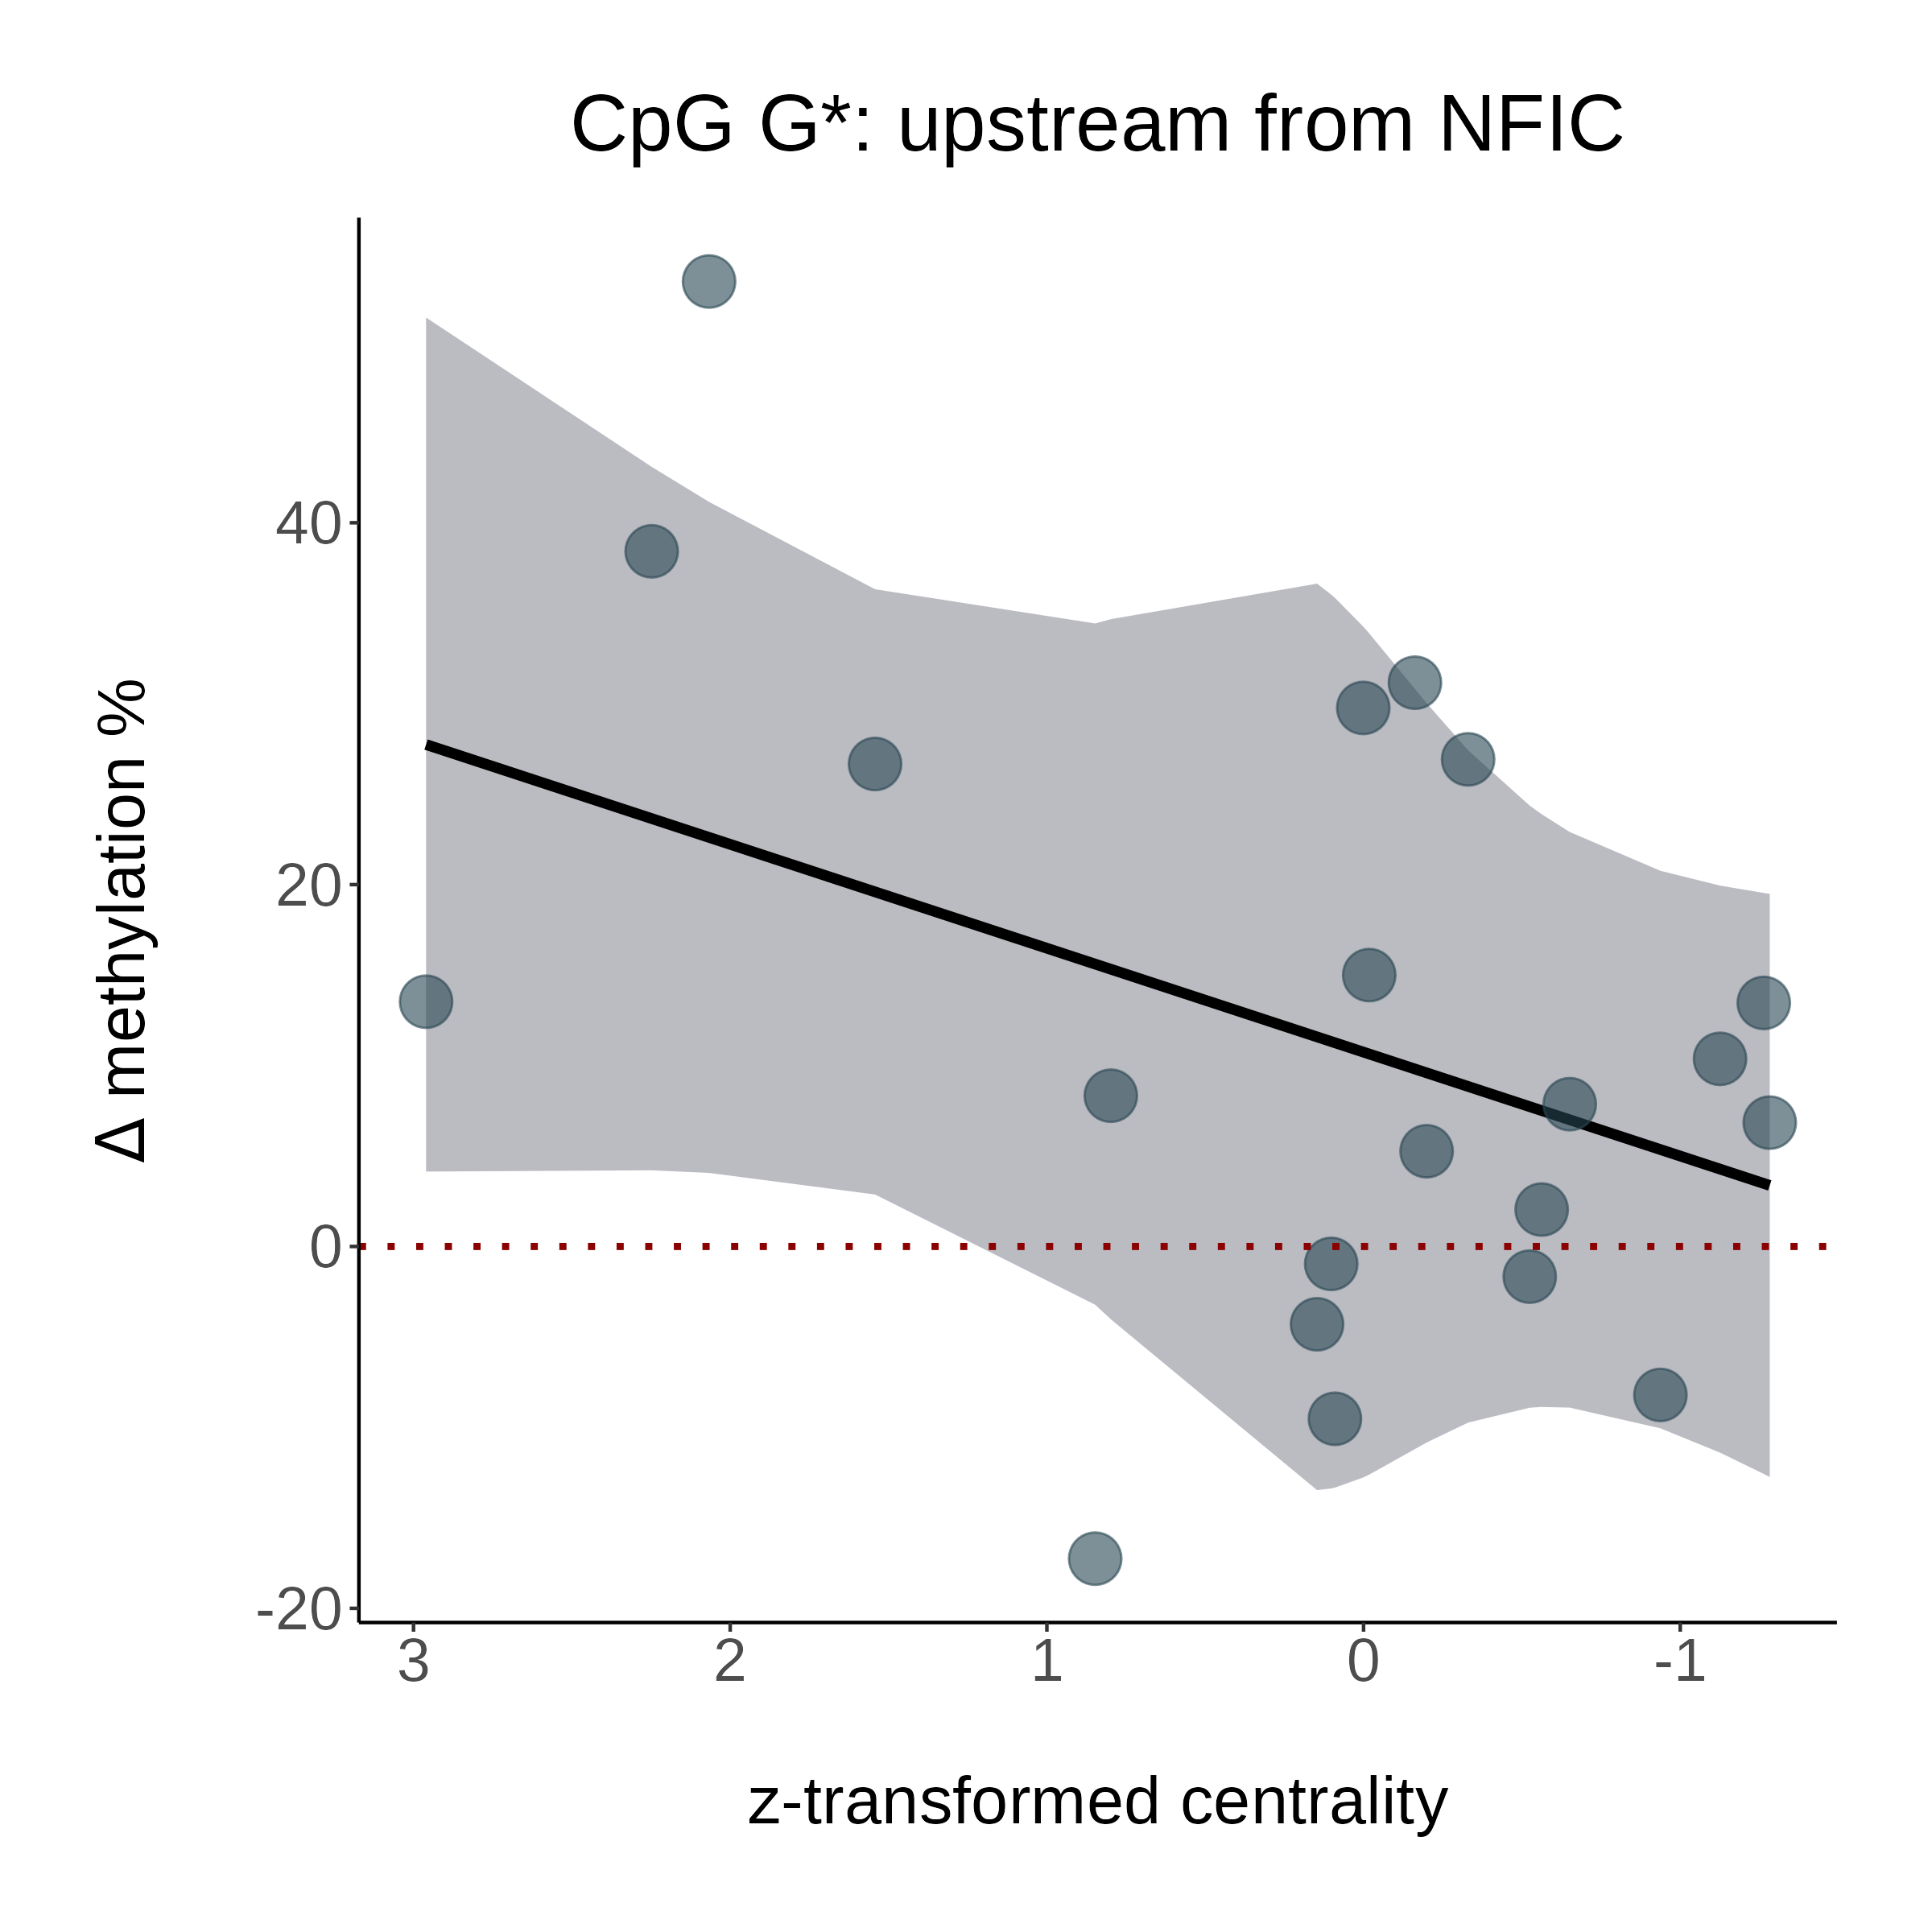 CpG G*: upstream from NFIC
Δ methylation %
40
20
0
-20
3 2 1 0 -1
z-transformed centrality